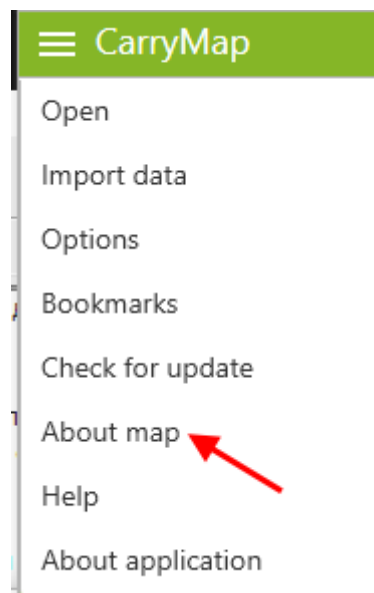 CarryMap
Open
Import data
Options
Bookmarks
Check for update
About map
Help
About application